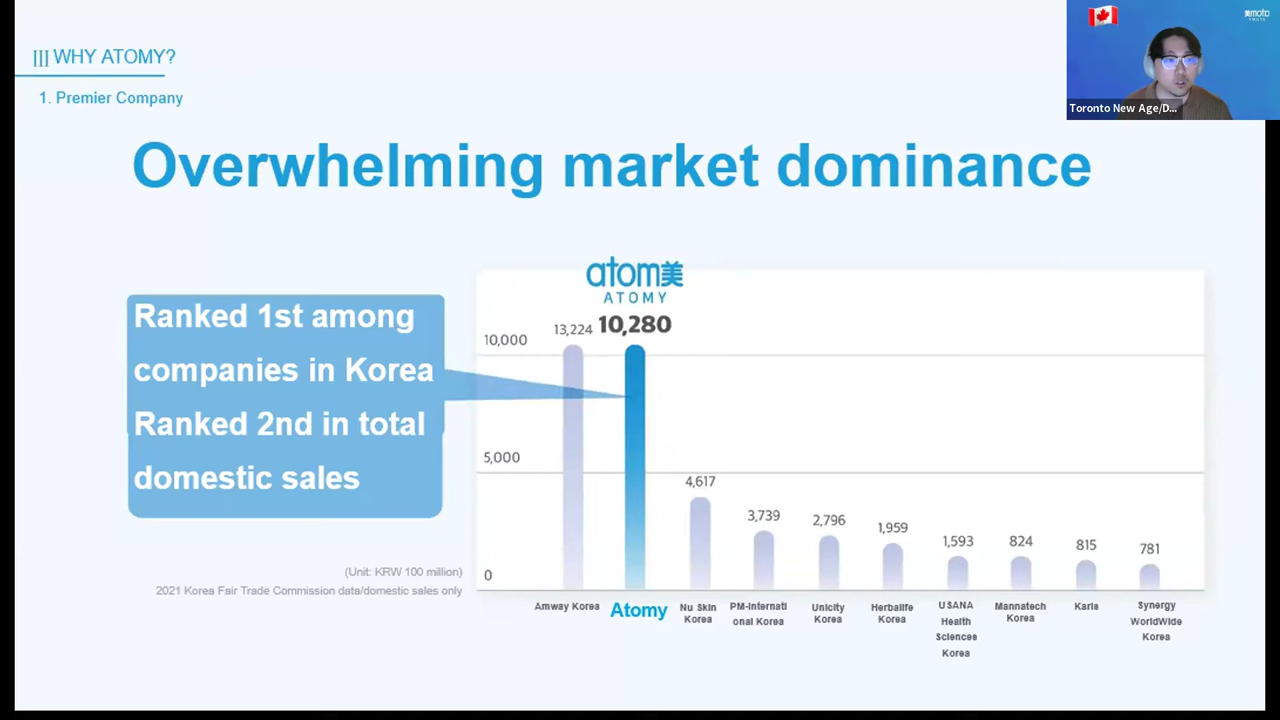 ||| WHY ATOMY?
1. Premier Company
Toronto New Age/D...
Overwhelming market dominance
Ranked 1st among
companies in Korea
Ranked 2nd in total
domestic sales
(Unit: KRW 100 million)
2021 Korea Fair Trade Commission data/domestic sales only
atom美
ATOMY
13,224
10,280
10,000
5,000
0
4,617
3,739
2,796
1,959
1,593
824
815
781
Amway Korea
Atomy
Nu Skin
Korea
PM-Internati
onal Korea
Unicity
Korea
Herbalife
Korea
USANA
Health
Sciences
Korea
Mannatech
Korea
Karla
Synergy
WorldWide
Korea